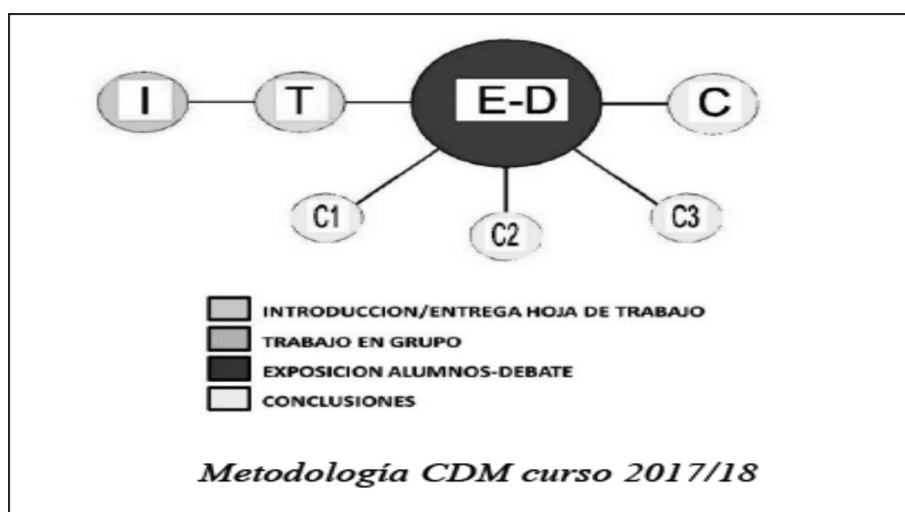 I T E-D C
C1 C2 C3
INTRODUCCION/ENTREGA HOJA DE TRABAJO
TRABAJO EN GRUPO
EXPOSICION ALUMNOS-DEBATE
CONCLUSIONES
Metodología CDM curso 2017/18